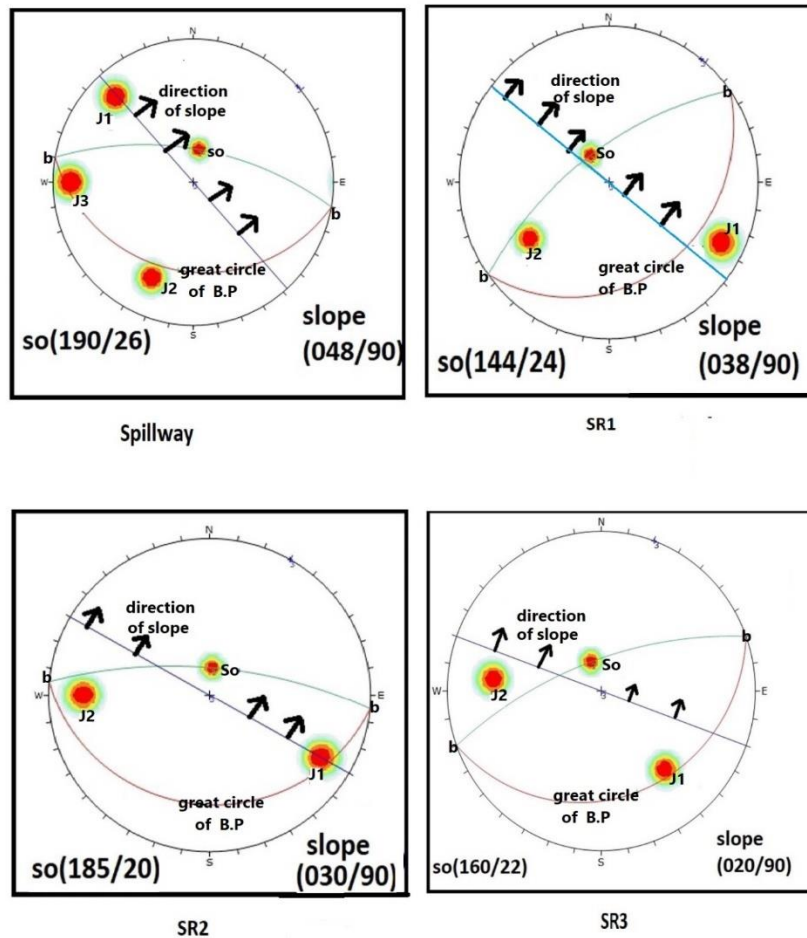 N
direction
of slope
J1
so
b
W
E
J3
b
J2
great circle
of B.P
S
so(190/26)
slope
(048/90)
Spillway
N
direction
of slope
b
So
W
E
J2
J1
great circle
of B.P
b
S
so(144/24)
slope
(038/90)
SR1
N
direction
of slope
So
b
W
E
J2
b
J1
great circle
of B.P
S
so(185/20)
slope
(030/90)
SR2
N
3
direction
of slope
b
So
J2
W
E
3
b
J1
great circle
of B.P
S
so(160/22)
slope
(020/90)
SR3